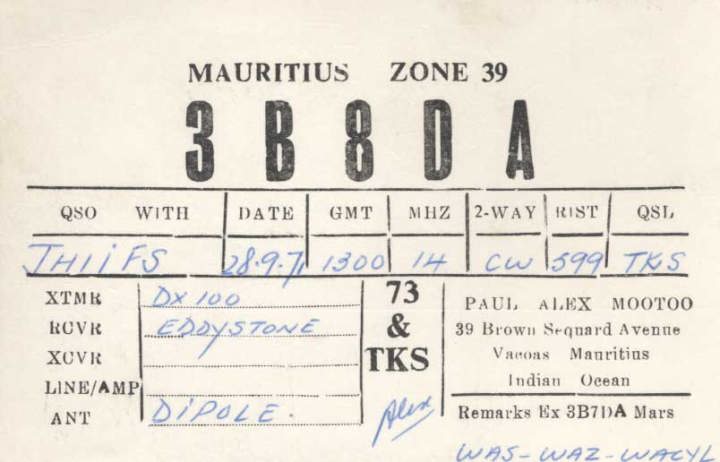 MAURITIUS ZONE 39
3B8DA
QSO WITH DATE GMT MHZ 2-WAY RIST QSL
JH1IFS 28.9.71 1300 14 CW 599 TKS
XTMR DX 100
RCVR EDDYSTONE
XCVR
LINE/AMP
ANT DIPOLE.
73
&
TKS
Alex
PAUL ALEX MOOTOO
39 Brown Sequard Avenue
Vacoas Mauritius
Indian Ocean
Remarks Ex 3B7DA Mars
WAS-WAZ-WACYL